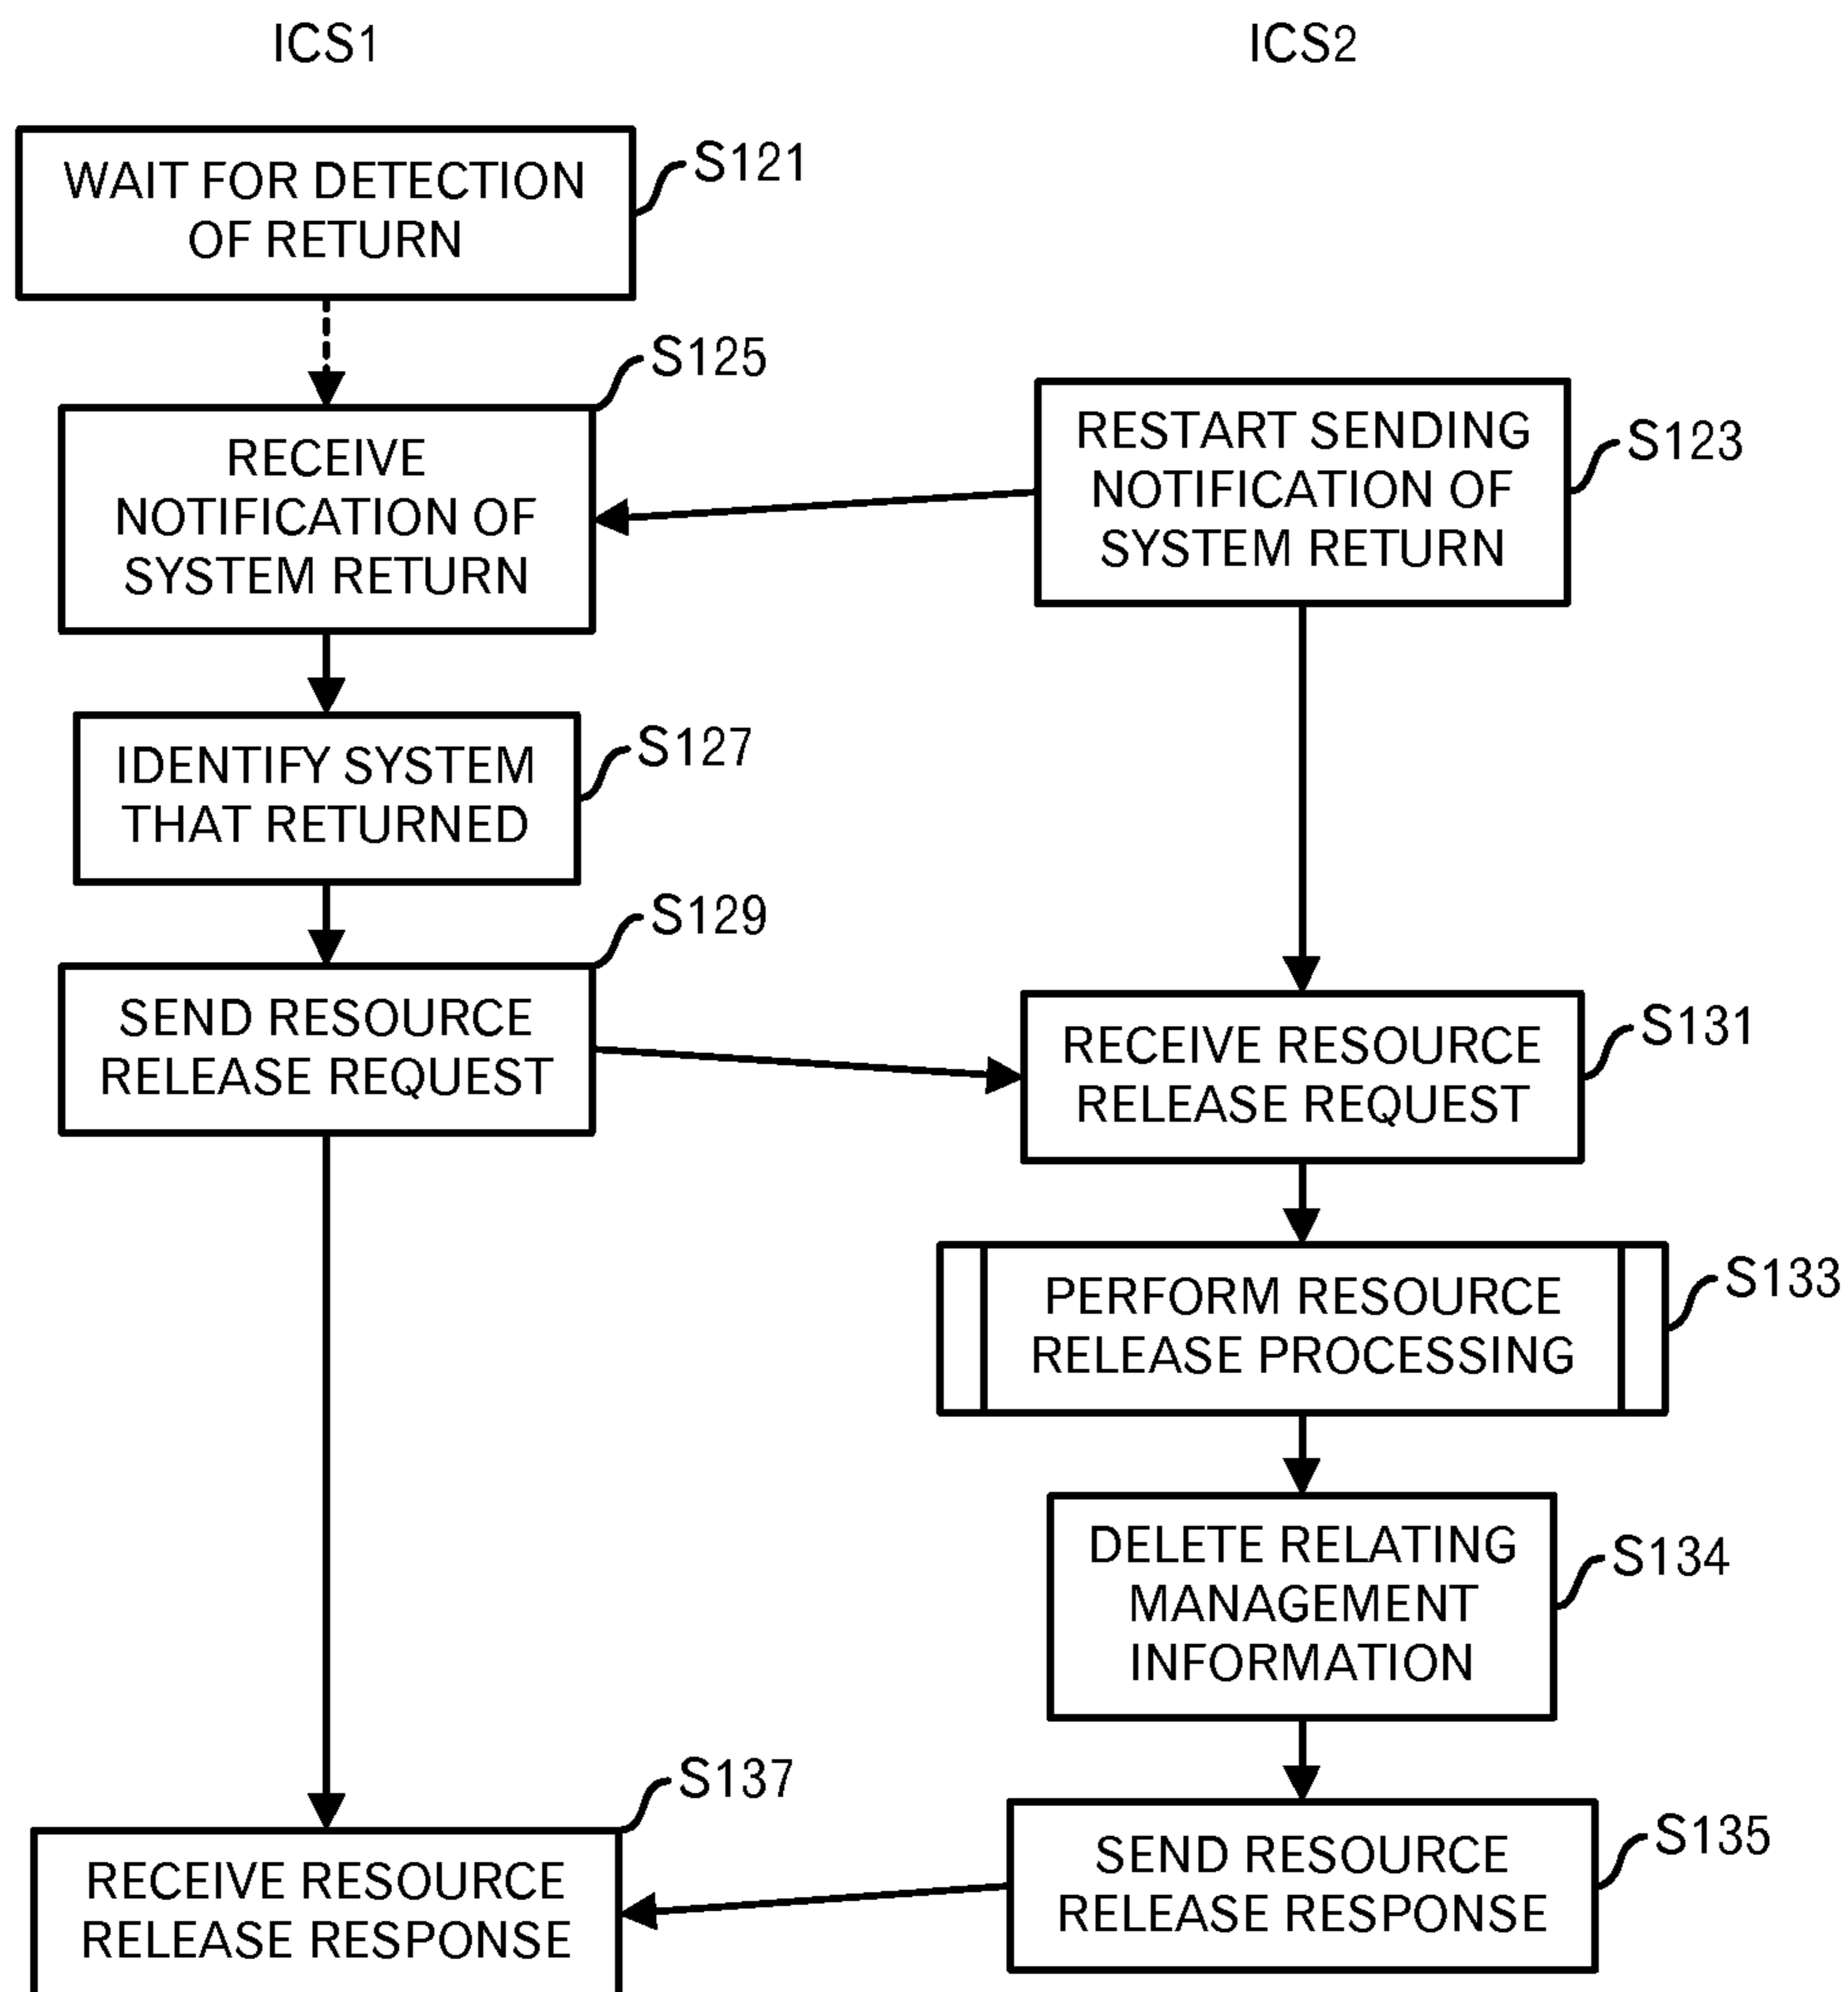 ICS1
ICS2
WAIT FOR DETECTION
OF RETURN
S121
S125
RECEIVE
NOTIFICATION OF
SYSTEM RETURN
RESTART SENDING
NOTIFICATION OF
SYSTEM RETURN
S123
IDENTIFY SYSTEM
THAT RETURNED
S127
S129
SEND RESOURCE
RELEASE REQUEST
RECEIVE RESOURCE
RELEASE REQUEST
S131
PERFORM RESOURCE
RELEASE PROCESSING
S133
DELETE RELATING
MANAGEMENT
INFORMATION
S134
S137
RECEIVE RESOURCE
RELEASE RESPONSE
SEND RESOURCE
RELEASE RESPONSE
S135